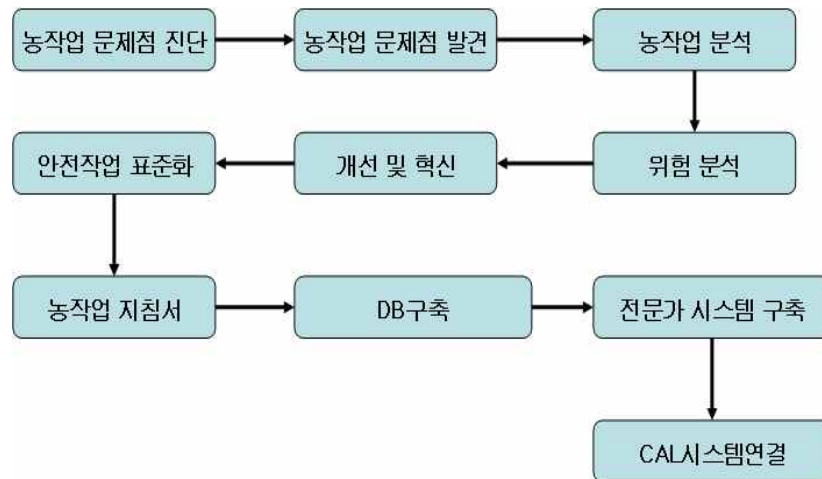 농작업 문제점 진단
농작업 문제점 발견
농작업 분석
위험 분석
개선 및 혁신
안전작업 표준화
농작업 지침서
DB구축
전문가 시스템 구축
CAL시스템연결